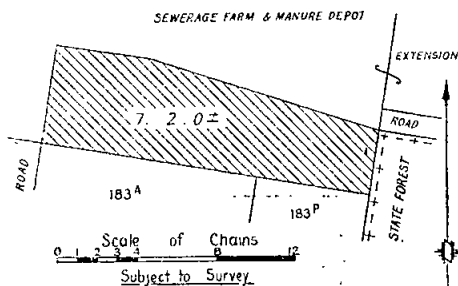 SEWERAGE FARM & MANURE DEPOT
EXTENSION
7. 2. 0±
ROAD
ROAD
STATE FOREST
183A
183P
Scale of Chains
0 1 2 3 4 8 12
Subject to Survey